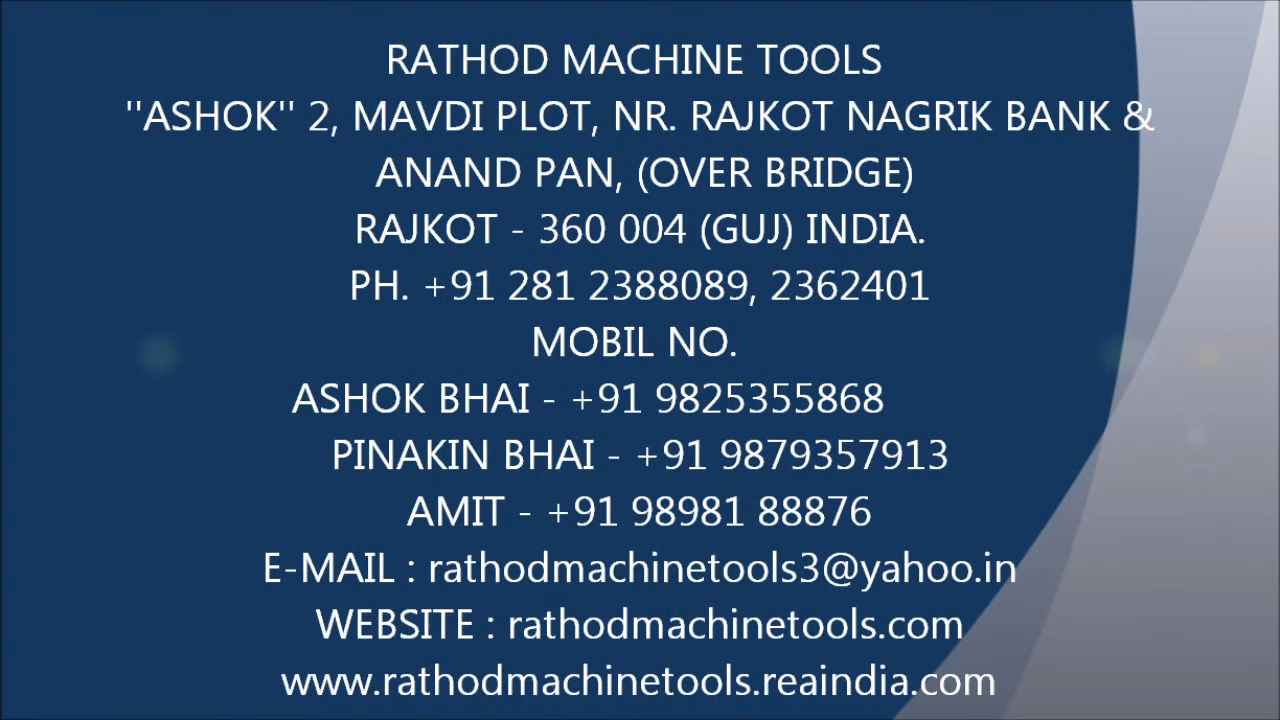 RATHOD MACHINE TOOLS
''ASHOK'' 2, MAVDI PLOT, NR. RAJKOT NAGRIK BANK &
ANAND PAN, (OVER BRIDGE)
RAJKOT - 360 004 (GUJ) INDIA.
PH. +91 281 2388089, 2362401
MOBIL NO.
ASHOK BHAI - +91 9825355868
PINAKIN BHAI - +91 9879357913
AMIT - +91 98981 88876
E-MAIL : rathodmachinetools3@yahoo.in
WEBSITE : rathodmachinetools.com
www.rathodmachinetools.reaindia.com